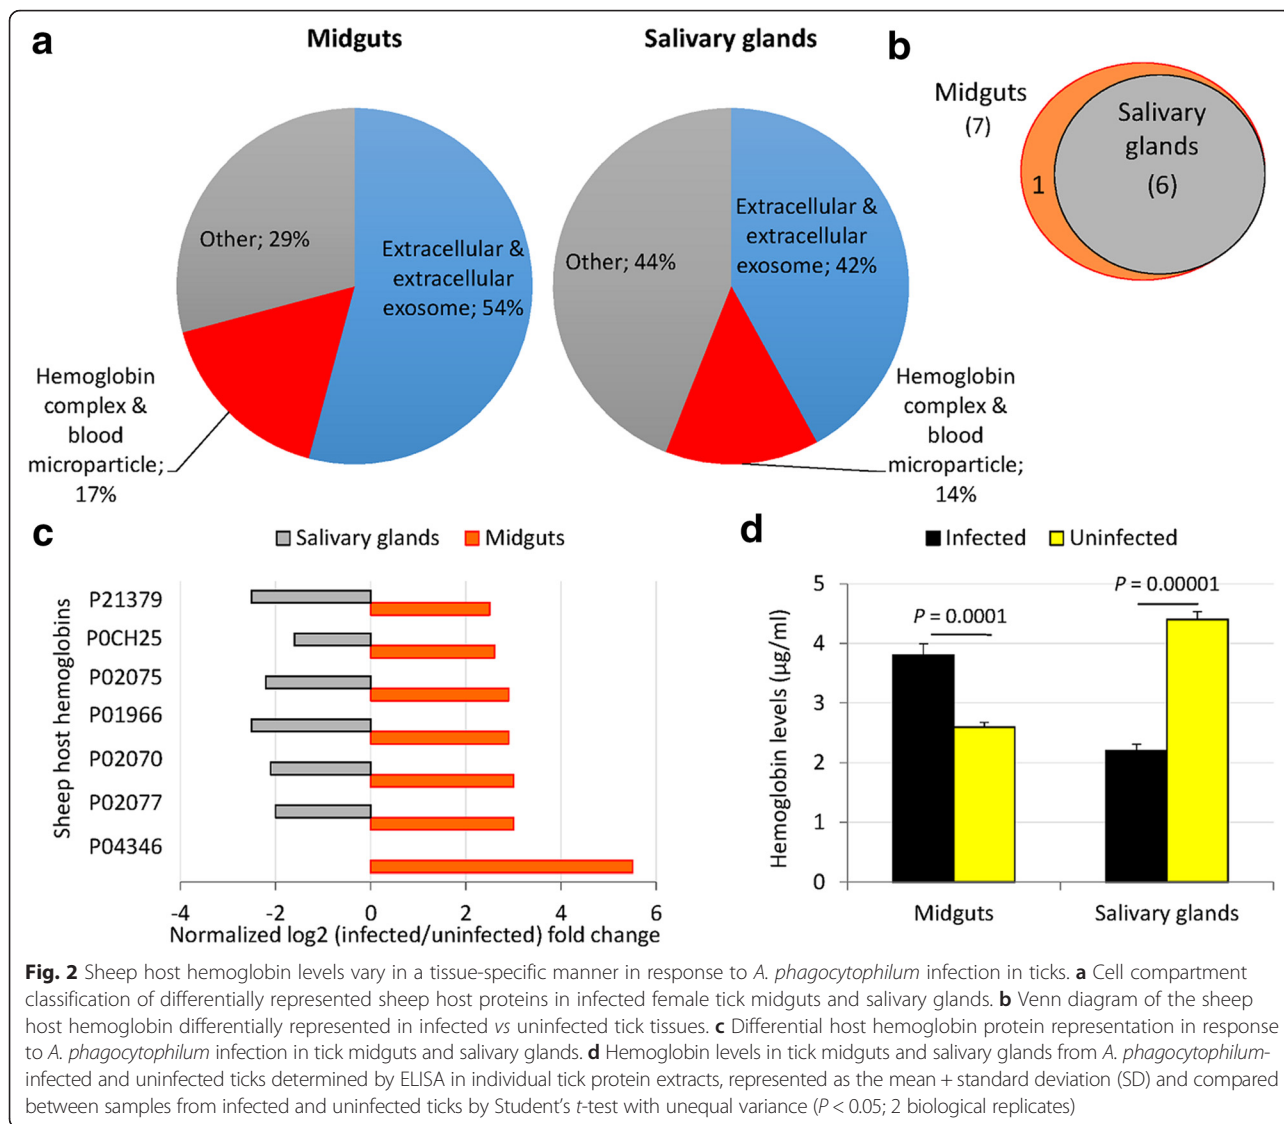 a
Midguts
Other; 29%
Extracellular &
extracellular
exosome; 54%
Hemoglobin
complex &
blood
microparticle;
17%
Salivary glands
Other; 44%
Extracellular &
extracellular
exosome; 42%
Hemoglobin
complex &
blood
microparticle;
14%
b
Midguts
(7)
1
Salivary
glands
(6)
c
Salivary glands Midguts
Sheep host hemoglobins
P21379
P0CH25
P02075
P01966
P02070
P02077
P04346
-4 -2 0 2 4 6
Normalized log2 (infected/uninfected) fold change
d
Infected Uninfected
Hemoglobin levels (µg/ml)
5
4
3
2
1
0
P = 0.0001
P = 0.00001
Midguts Salivary glands
Fig. 2 Sheep host hemoglobin levels vary in a tissue-specific manner in response to A. phagocytophilum infection in ticks. a Cell compartment
classification of differentially represented sheep host proteins in infected female tick midguts and salivary glands. b Venn diagram of the sheep
host hemoglobin differentially represented in infected vs uninfected tick tissues. c Differential host hemoglobin protein representation in response
to A. phagocytophilum infection in tick midguts and salivary glands. d Hemoglobin levels in tick midguts and salivary glands from A. phagocytophilum-
infected and uninfected ticks determined by ELISA in individual tick protein extracts, represented as the mean + standard deviation (SD) and compared
between samples from infected and uninfected ticks by Student's t-test with unequal variance (P < 0.05; 2 biological replicates)